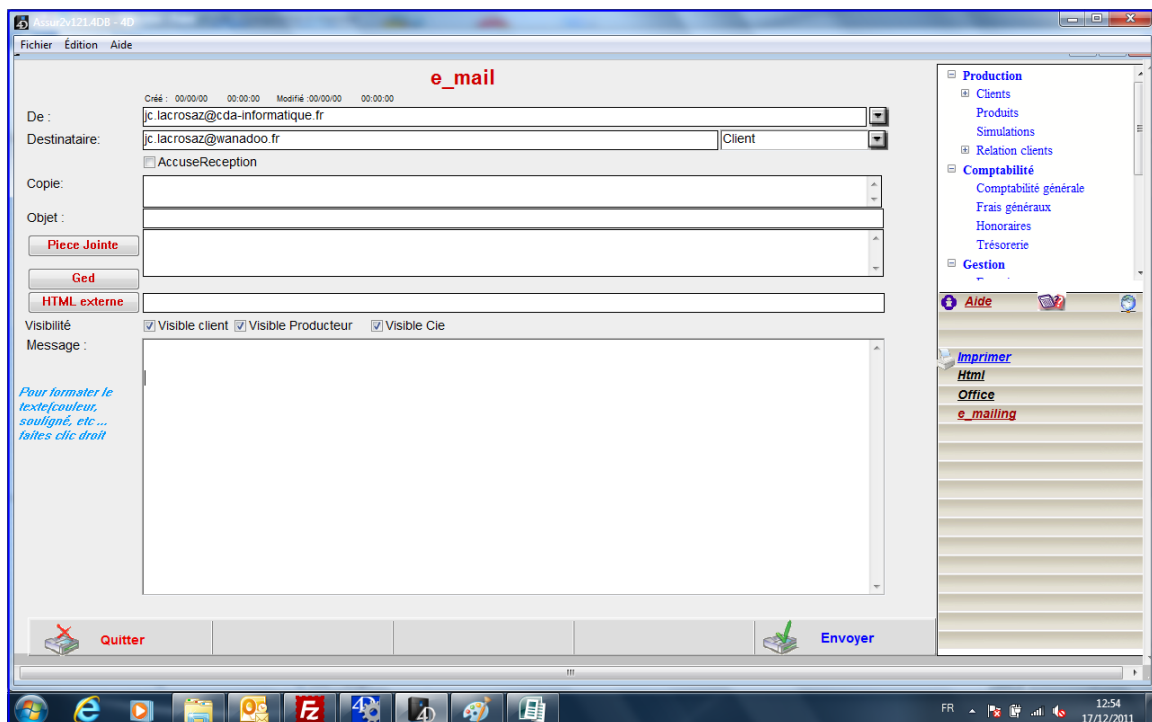 Assur2v121.4DB - 4D
Fichier Édition Aide
e_mail
Créé : 00/00/00 00:00:00 Modifié :00/00/00 00:00:00
De :
jc.lacrosaz@cda-informatique.fr
Destinataire:
jc.lacrosaz@wanadoo.fr
Client
AccuseReception
Copie:
Objet :
Piece Jointe
Ged
HTML externe
Visibilité
Visible client Visible Producteur Visible Cie
Message :
Pour formater le
texte(couleur,
souligné, etc ...
faites clic droit
Quitter
Envoyer
Production
Clients
Produits
Simulations
Relation clients
Comptabilité
Comptabilité générale
Frais généraux
Honoraires
Trésorerie
Gestion
Aide
Imprimer
Html
Office
e_mailing
FR
12:54
17/12/2011